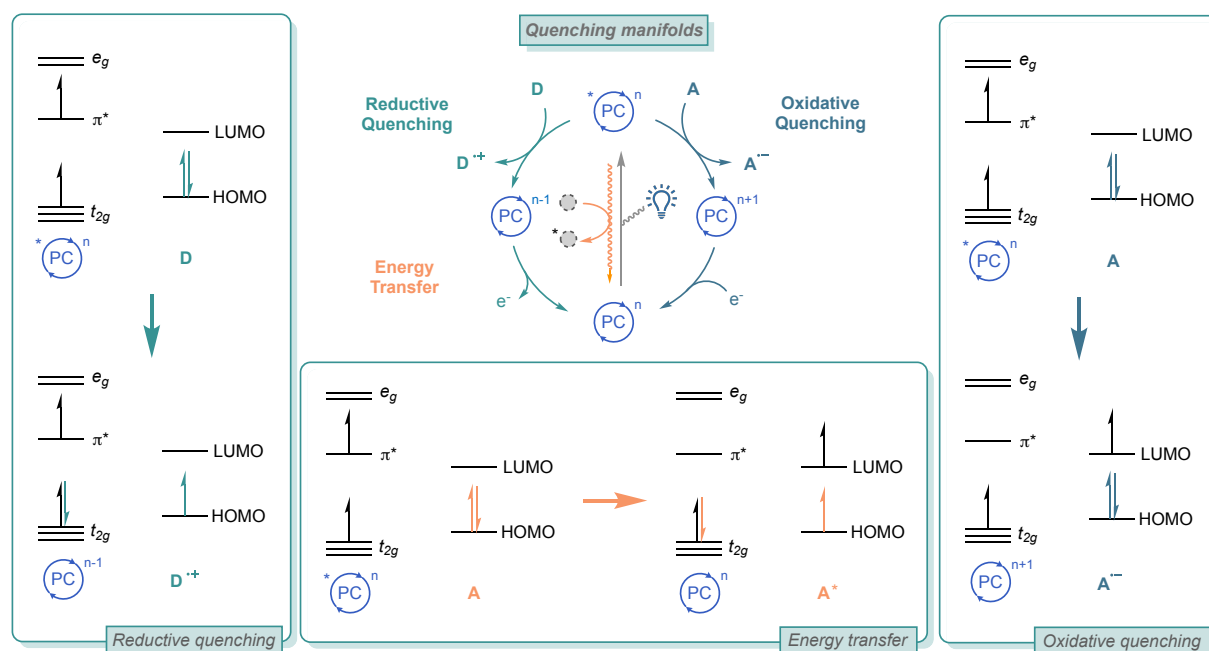 Quenching manifolds
e_g
π*
LUMO
HOMO
t_2g
* PC n
D
e_g
π*
LUMO
HOMO
t_2g
PC n-1
D·+
Reductive quenching
D
* PC n
A
Reductive
Quenching
Oxidative
Quenching
D·+
A·−
PC n-1
*
PC n+1
Energy
Transfer
e-
e-
PC n
e_g
π*
LUMO
HOMO
t_2g
* PC n
A
e_g
π*
LUMO
HOMO
t_2g
PC n
A*
Energy transfer
e_g
π*
LUMO
HOMO
t_2g
* PC n
A
e_g
π*
LUMO
HOMO
t_2g
PC n+1
A·−
Oxidative quenching